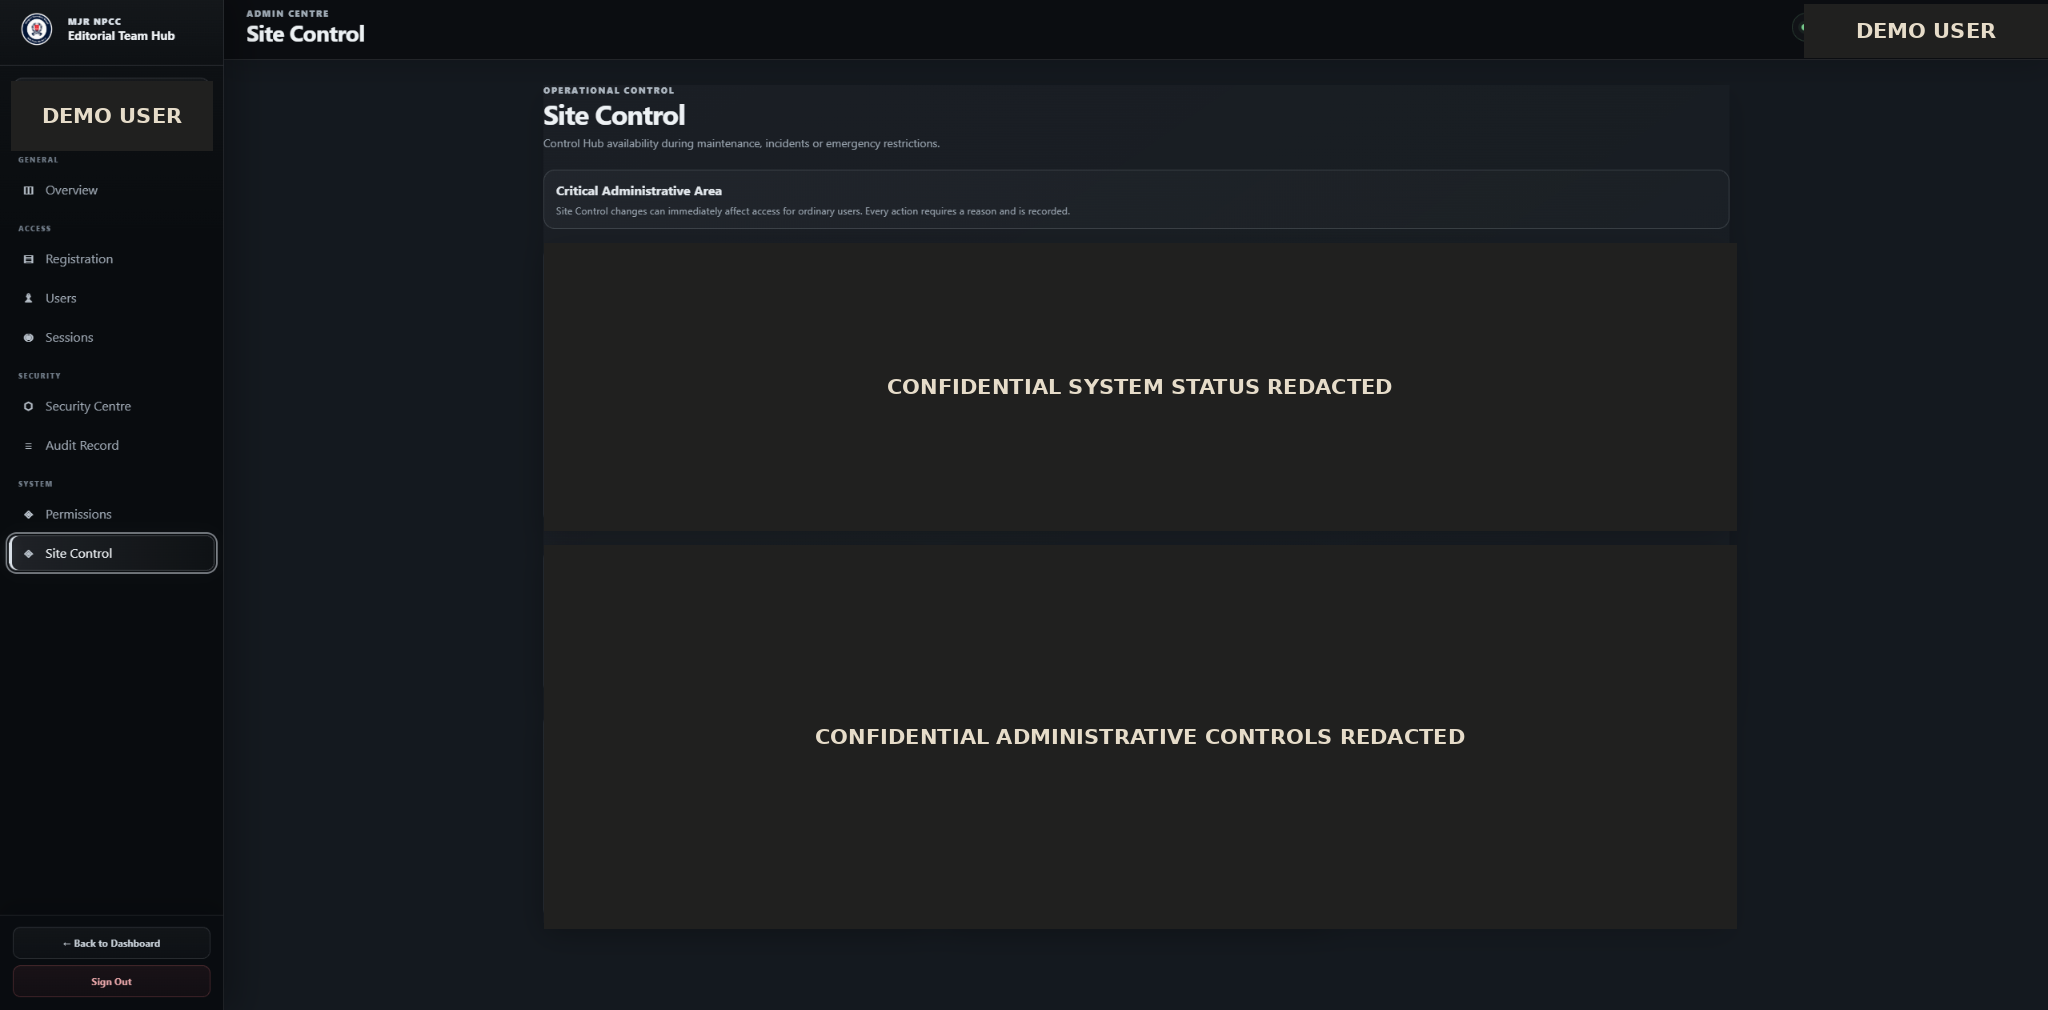 MJR NPCC
Editorial Team Hub
DEMO USER
GENERAL
Overview
ACCESS
Registration
Users
Sessions
SECURITY
Security Centre
Audit Record
SYSTEM
Permissions
Site Control
← Back to Dashboard
Sign Out
ADMIN CENTRE
Site Control
DEMO USER
OPERATIONAL CONTROL
Site Control
Control Hub availability during maintenance, incidents or emergency restrictions.
Critical Administrative Area
Site Control changes can immediately affect access for ordinary users. Every action requires a reason and is recorded.
CONFIDENTIAL SYSTEM STATUS REDACTED
CONFIDENTIAL ADMINISTRATIVE CONTROLS REDACTED